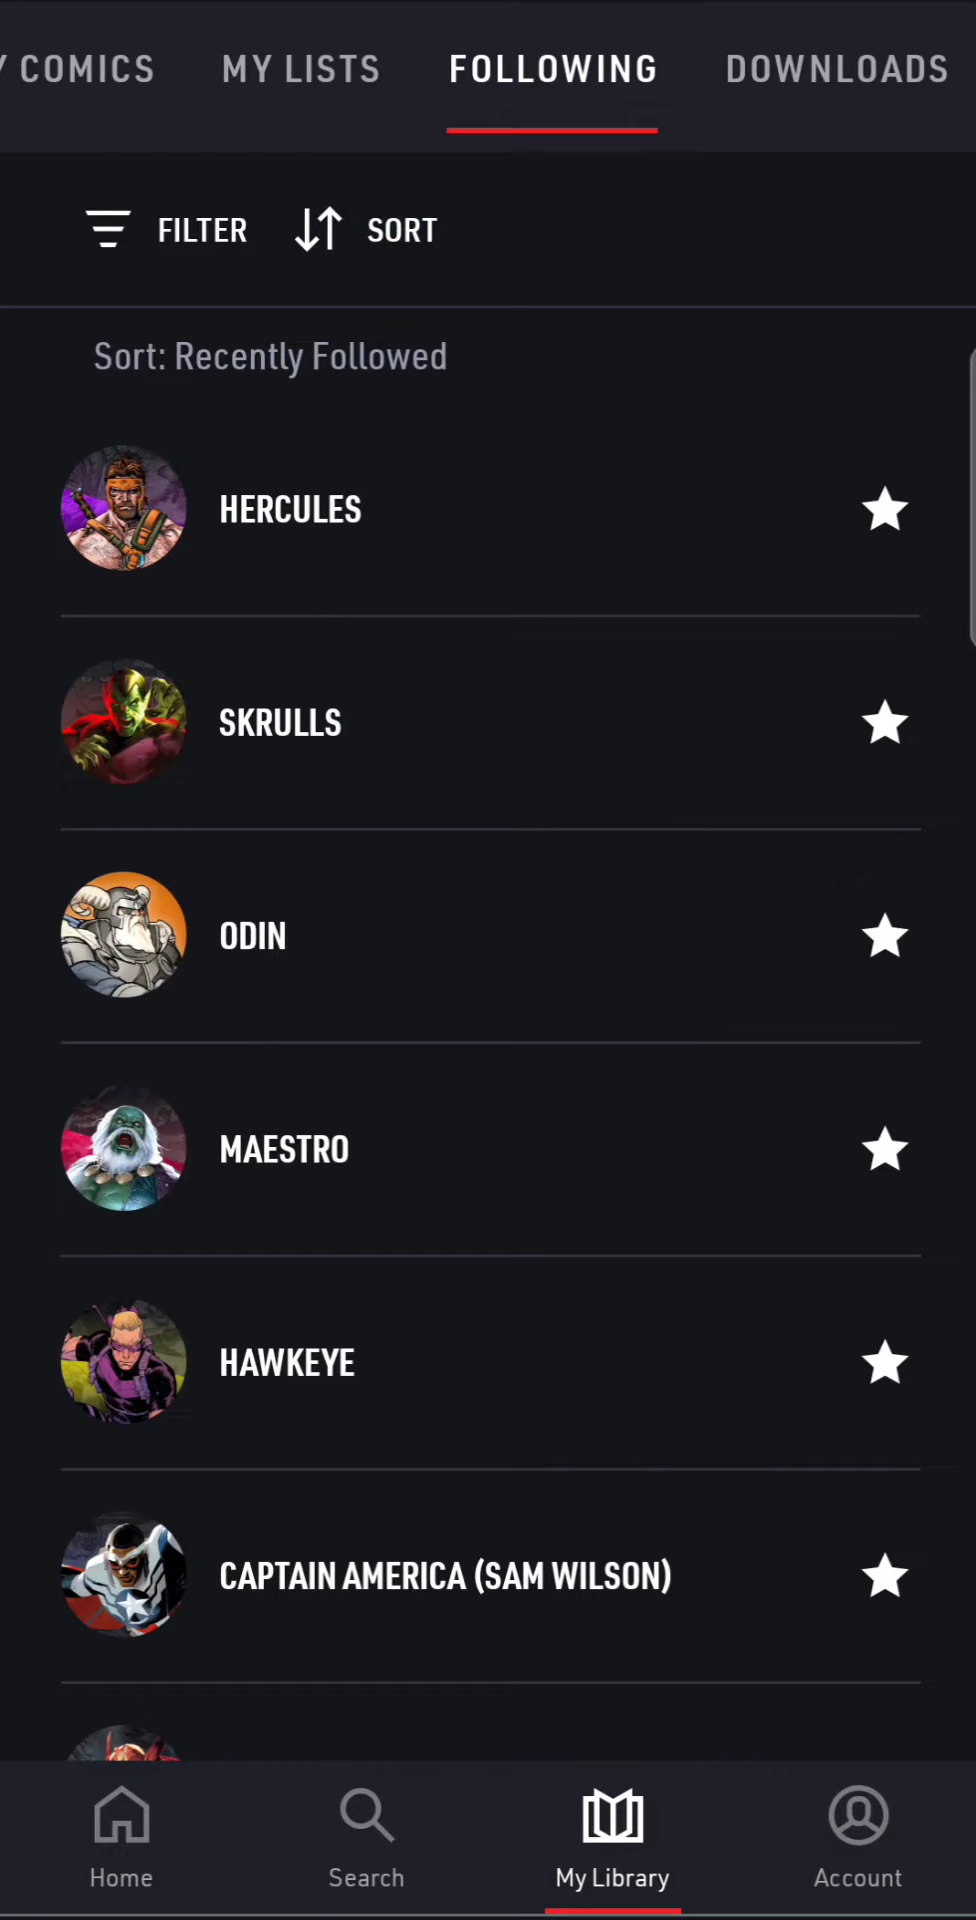 COMICS MY LISTS FOLLOWING DOWNLOADS
FILTER SORT
Sort: Recently Followed
HERCULES
SKRULLS
ODIN
MAESTRO
HAWKEYE
CAPTAIN AMERICA (SAM WILSON)
Home Search My Library Account